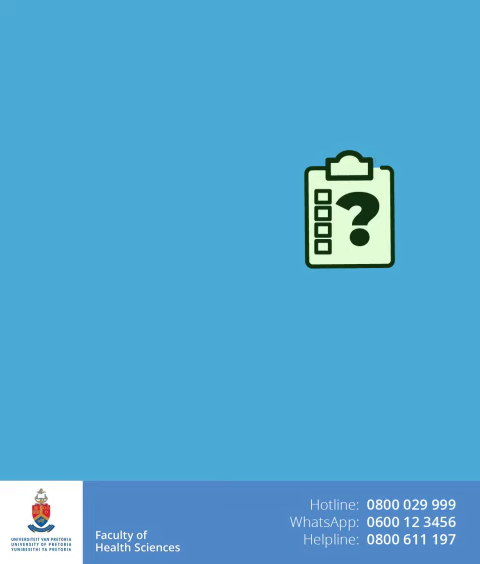 ?
UNIVERSITEIT VAN PRETORIA
UNIVERSITY OF PRETORIA
YUNIBESITHI YA PRETORIA
Faculty of
Health Sciences
Hotline: 0800 029 999
WhatsApp: 0600 12 3456
Helpline: 0800 611 197